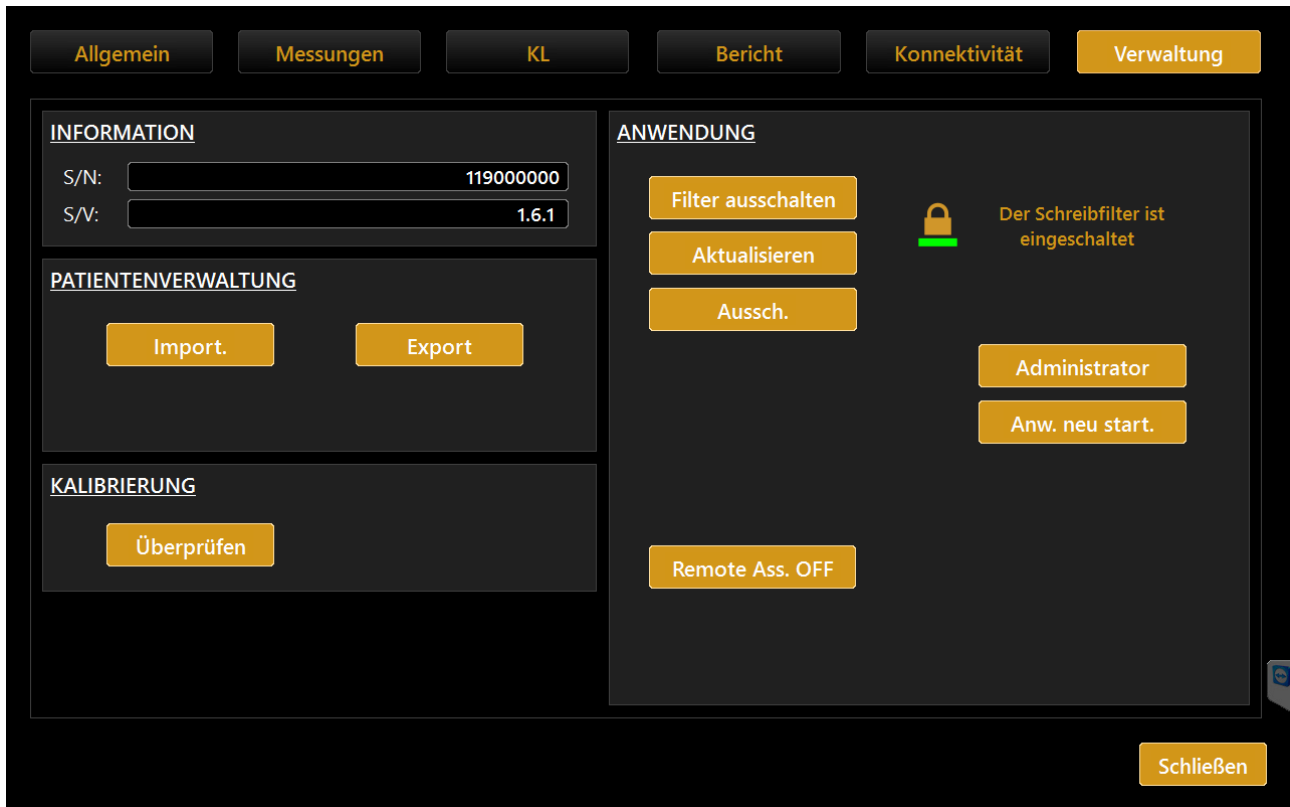 Allgemein
Messungen
KL
Bericht
Konnektivität
Verwaltung
INFORMATION
S/N: 119000000
S/V: 1.6.1
PATIENTENVERWALTUNG
Import.
Export
KALIBRIERUNG
Überprüfen
ANWENDUNG
Filter ausschalten
Der Schreibfilter ist
eingeschaltet
Aktualisieren
Aussch.
Administrator
Anw. neu start.
Remote Ass. OFF
Schließen